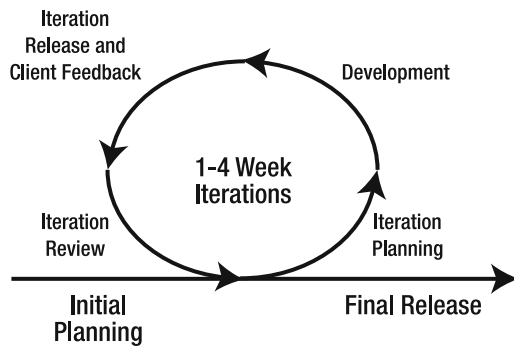 Iteration
Release and
Client Feedback
Development
1-4 Week
Iterations
Iteration
Review
Iteration
Planning
Initial
Planning
Final Release